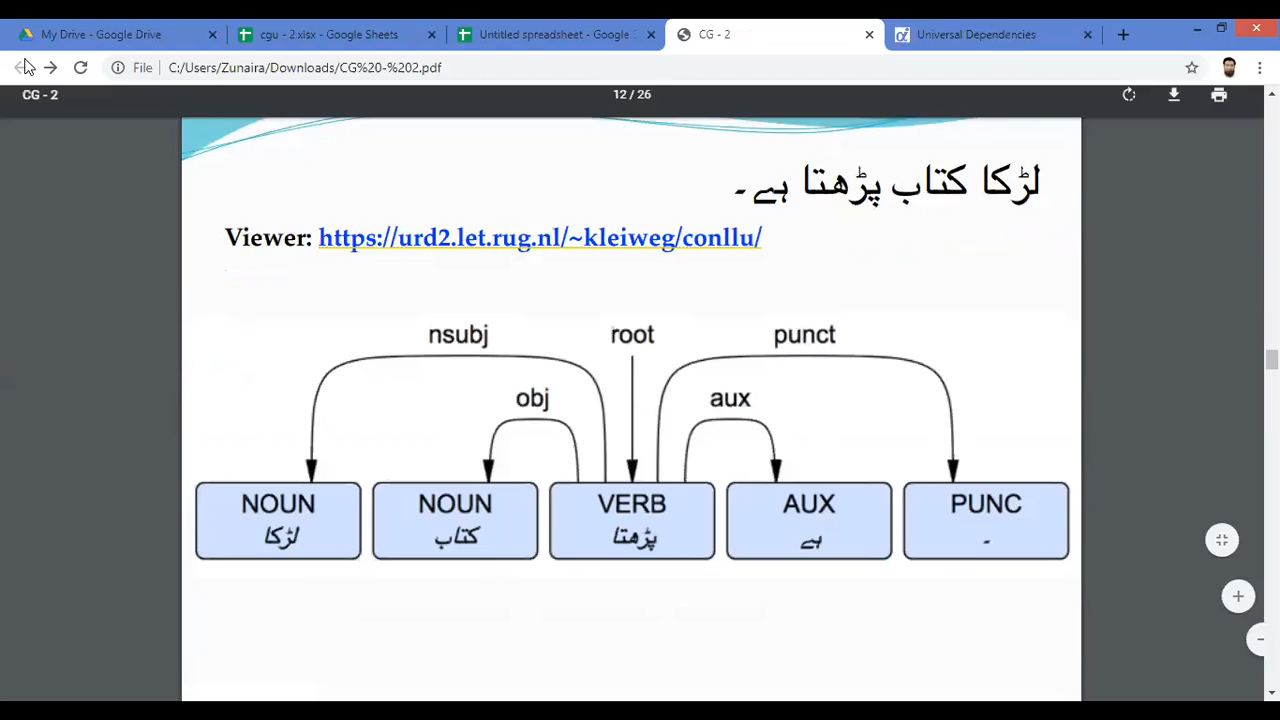 My Drive - Google Drive
cgu - 2.xlsx - Google Sheets
Untitled spreadsheet - Google
CG - 2
Universal Dependencies
File C:/Users/Zunaira/Downloads/CG%20-%202.pdf
CG - 2
12 / 26
لڑکا کتاب پڑھتا ہے۔
Viewer: https://urd2.let.rug.nl/~kleiweg/conllu/
nsubj root punct
obj aux
NOUN NOUN VERB AUX PUNC
لڑکا کتاب پڑھتا ہے ۔